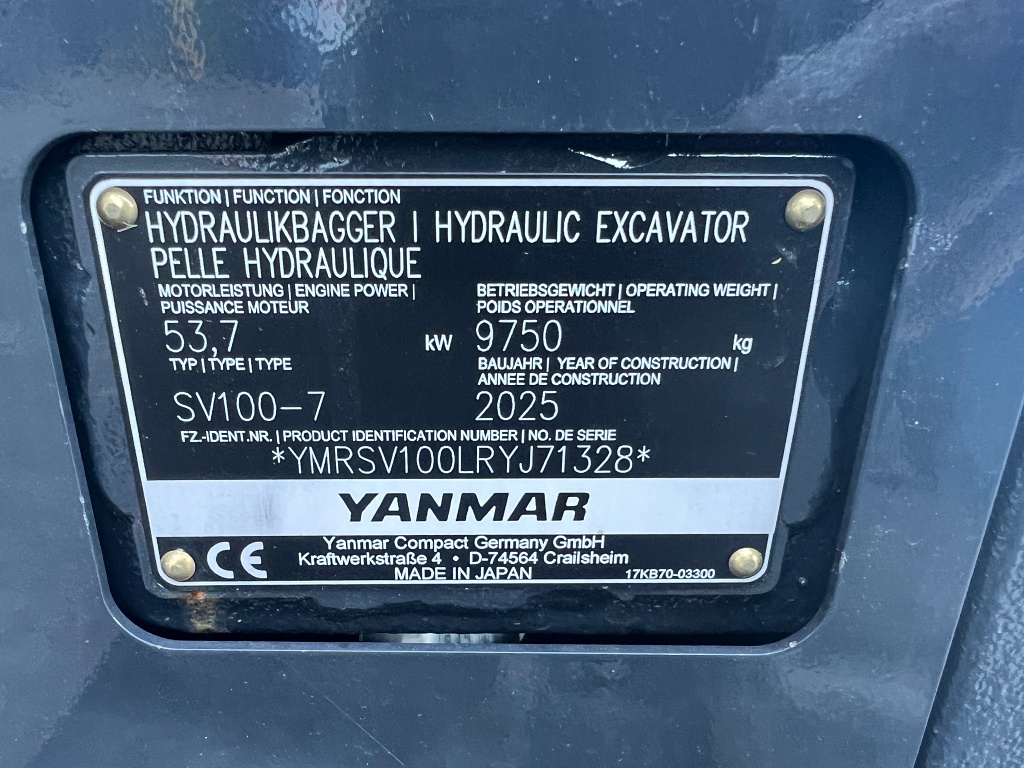 FUNKTION | FUNCTION | FONCTION
HYDRAULIKBAGGER | HYDRAULIC EXCAVATOR
PELLE HYDRAULIQUE
MOTORLEISTUNG | ENGINE POWER |
PUISSANCE MOTEUR
BETRIEBSGEWICHT | OPERATING WEIGHT |
POIDS OPERATIONNEL
53,7 kW
9750 kg
TYP | TYPE | TYPE
BAUJAHR | YEAR OF CONSTRUCTION |
ANNEE DE CONSTRUCTION
SV100-7
2025
FZ.-IDENT.NR. | PRODUCT IDENTIFICATION NUMBER | NO. DE SERIE
*YMRSV100LRYJ71328*
YANMAR
CE
Yanmar Compact Germany GmbH
Kraftwerkstraße 4 • D-74564 Crailsheim
MADE IN JAPAN
17KB70-03300